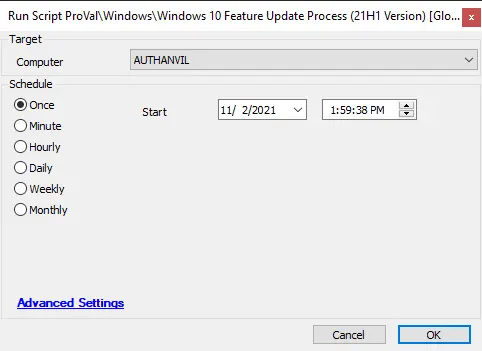 Run Script ProVal\Windows\Windows 10 Feature Update Process (21H1 Version) [Glo...
Target
Computer AUTHANVIL
Schedule
Once Start 11/ 2/2021 1:59:38 PM
Minute
Hourly
Daily
Weekly
Monthly
Advanced Settings
Cancel OK